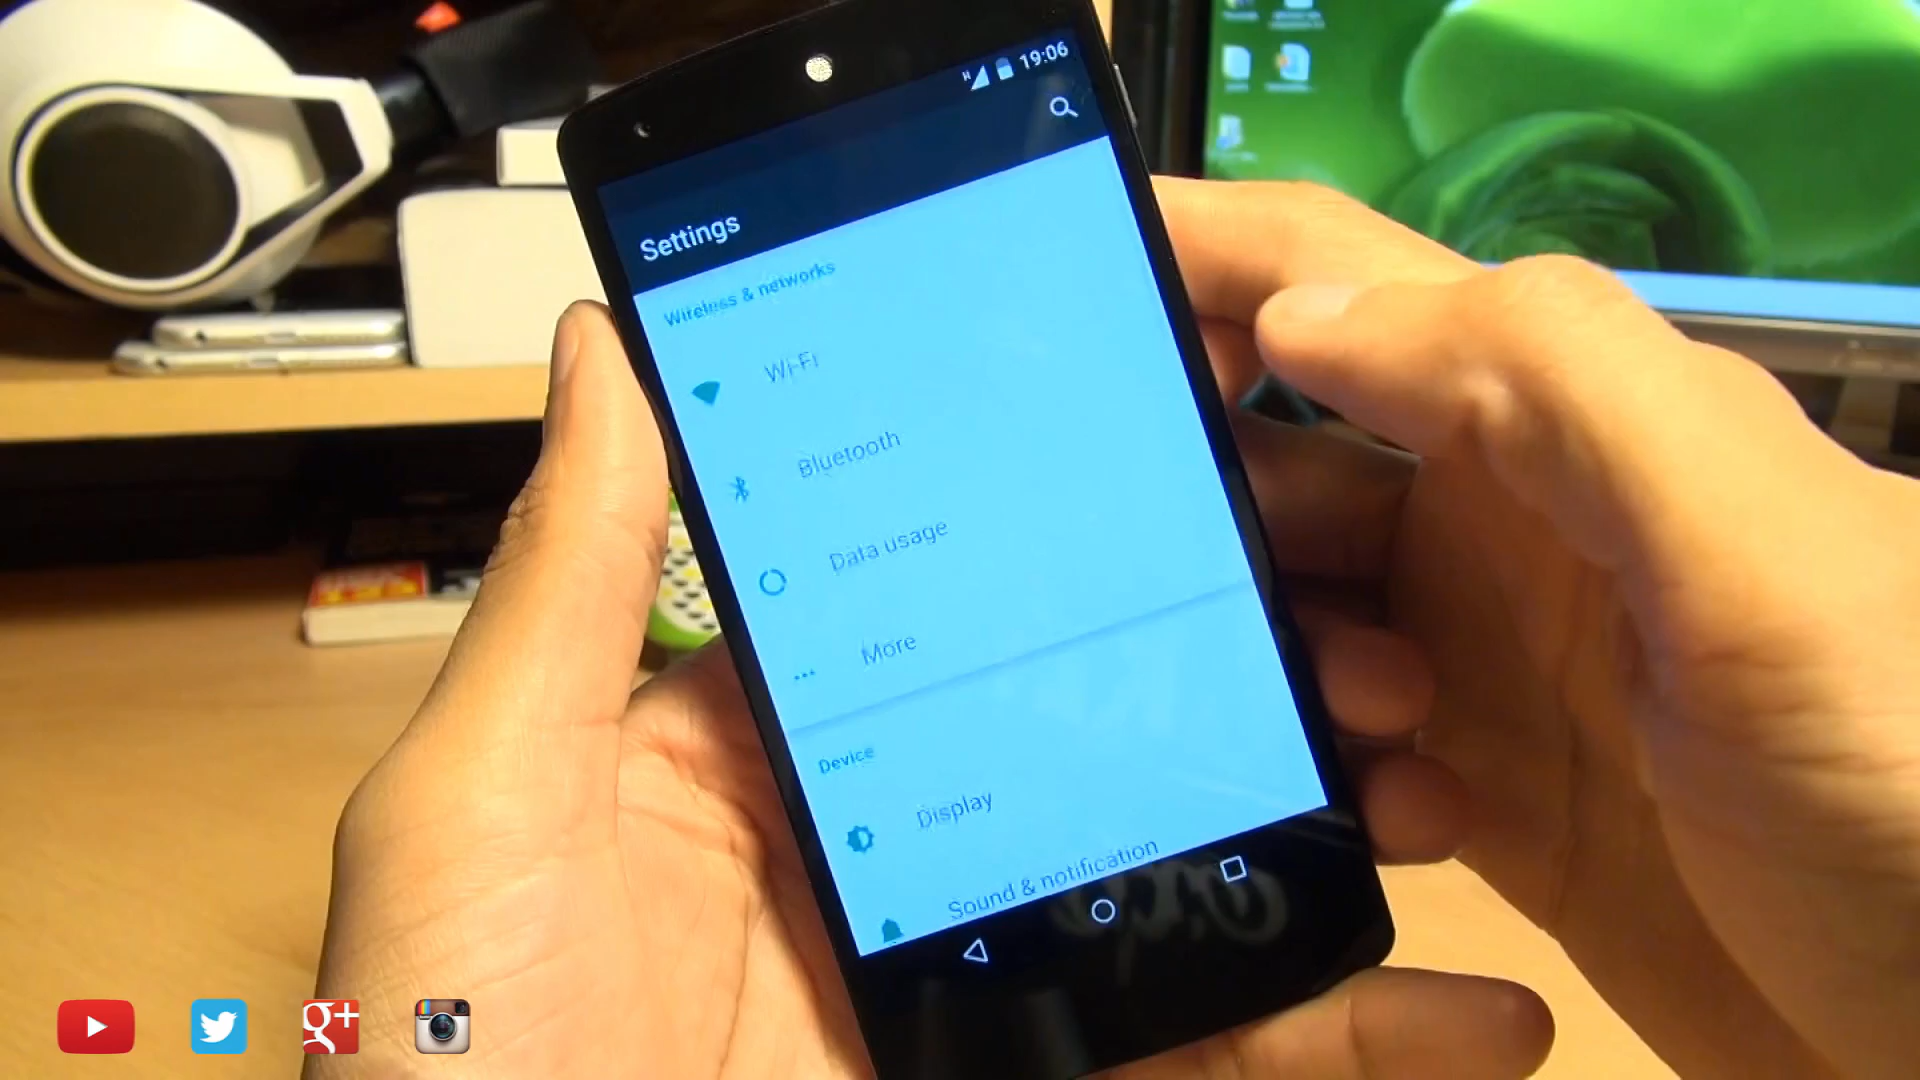 H 19:06
Settings
Wireless & networks
Wi-Fi
Bluetooth
Data usage
More
Device
Display
Sound & notification
g+